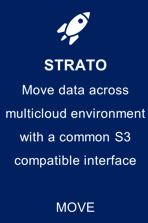 STRATO
Move data across
multicloud environment
with a common S3
compatible interface
MOVE